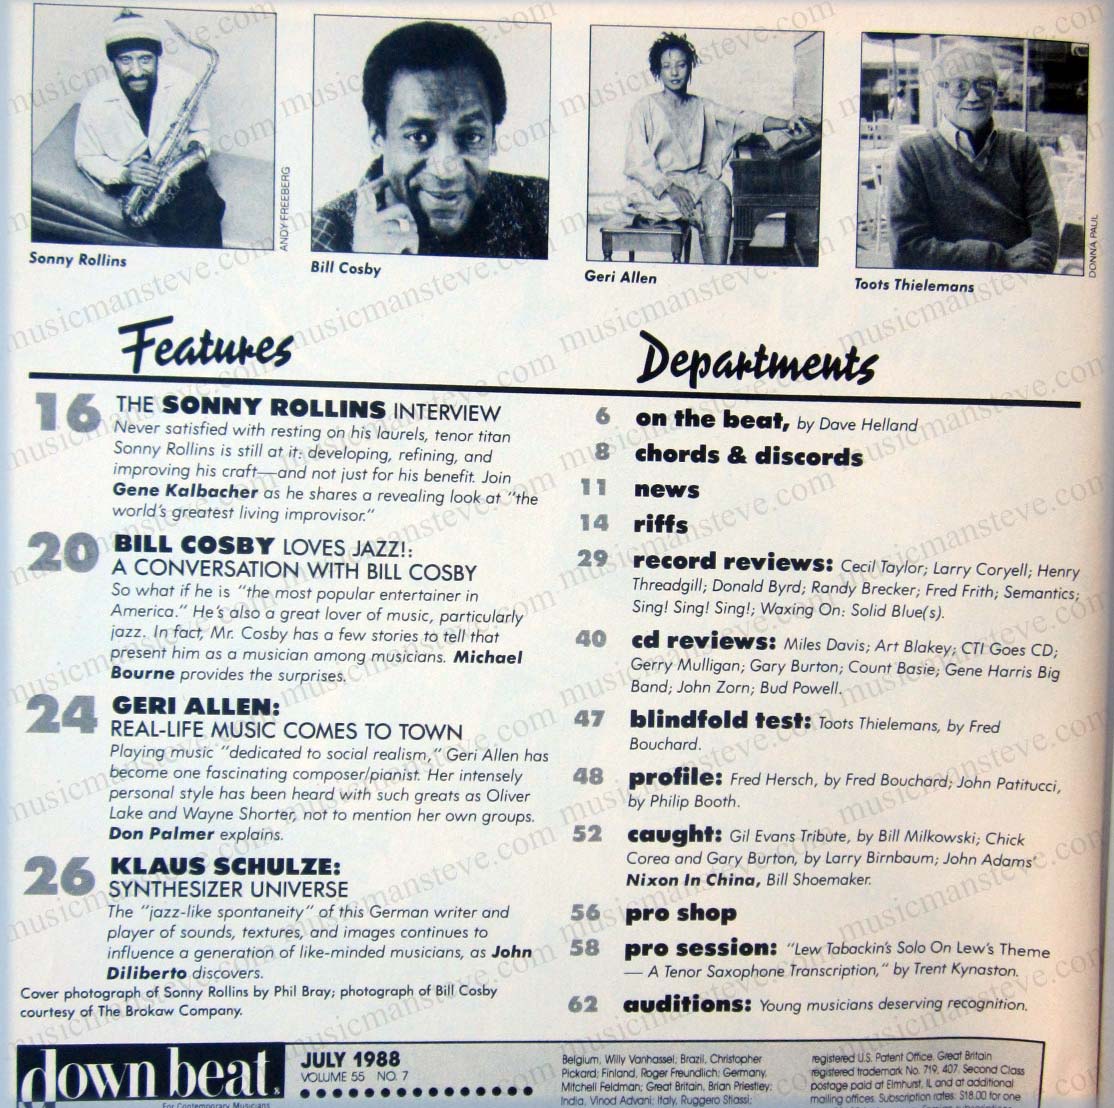 ANDY FREEBERG
DONNA PAUL
Sonny Rollins
Bill Cosby
Geri Allen
Toots Thielemans
Features
16 THE SONNY ROLLINS INTERVIEW
Never satisfied with resting on his laurels, tenor titan
Sonny Rollins is still at it: developing, refining, and
improving his craft—and not just for his benefit. Join
Gene Kalbacher as he shares a revealing look at "the
world's greatest living improvisor."
20 BILL COSBY LOVES JAZZ!:
A CONVERSATION WITH BILL COSBY
So what if he is "the most popular entertainer in
America." He's also a great lover of music, particularly
jazz. In fact, Mr. Cosby has a few stories to tell that
present him as a musician among musicians. Michael
Bourne provides the surprises.
24 GERI ALLEN:
REAL-LIFE MUSIC COMES TO TOWN
Playing music "dedicated to social realism," Geri Allen has
become one fascinating composer/pianist. Her intensely
personal style has been heard with such greats as Oliver
Lake and Wayne Shorter, not to mention her own groups.
Don Palmer explains.
26 KLAUS SCHULZE:
SYNTHESIZER UNIVERSE
The "jazz-like spontaneity" of this German writer and
player of sounds, textures, and images continues to
influence a generation of like-minded musicians, as John
Diliberto discovers.
Cover photograph of Sonny Rollins by Phil Bray; photograph of Bill Cosby
courtesy of The Brokaw Company.
Departments
6 on the beat, by Dave Helland
8 chords & discords
11 news
14 riffs
29 record reviews: Cecil Taylor; Larry Coryell; Henry
Threadgill; Donald Byrd; Randy Brecker; Fred Frith; Semantics;
Sing! Sing! Sing!; Waxing On: Solid Blue(s).
40 cd reviews: Miles Davis; Art Blakey; CTI Goes CD;
Gerry Mulligan; Gary Burton; Count Basie; Gene Harris Big
Band; John Zorn; Bud Powell.
47 blindfold test: Toots Thielemans, by Fred
Bouchard.
48 profile: Fred Hersch, by Fred Bouchard; John Patitucci,
by Philip Booth.
52 caught: Gil Evans Tribute, by Bill Milkowski; Chick
Corea and Gary Burton, by Larry Birnbaum; John Adams'
Nixon In China, Bill Shoemaker.
56 pro shop
58 pro session: "Lew Tabackin's Solo On Lew's Theme
— A Tenor Saxophone Transcription," by Trent Kynaston.
62 auditions: Young musicians deserving recognition.
down beat.
For Contemporary Musicians
JULY 1988
VOLUME 55 NO. 7
Belgium, Willy Vanhassel; Brazil, Christopher
Pickard; Finland, Roger Freundlich; Germany,
Mitchell Feldman; Great Britain, Brian Priestley;
India, Vinod Advani; Italy, Ruggero Stiassi;
registered U.S. Patent Office. Great Britain
registered trademark No. 719, 407. Second Class
postage paid at Elmhurst, IL and at additional
mailing offices. Subscription rates: $18.00 for one
musicmansteve.com